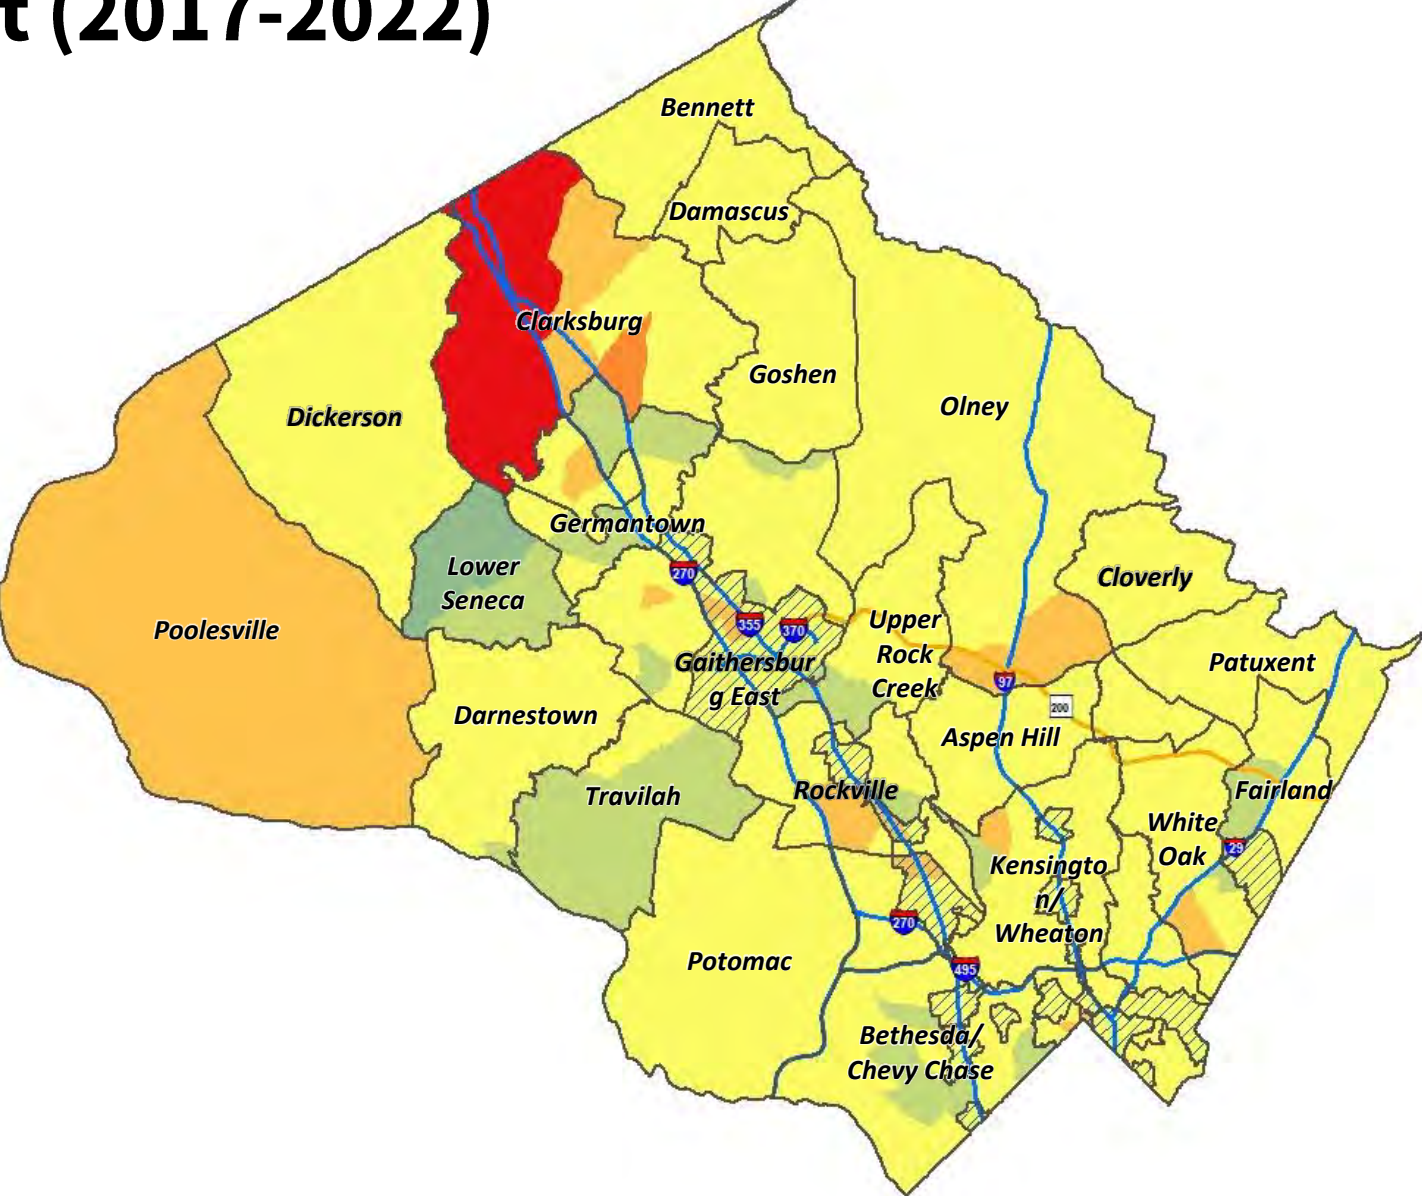 t (2017-2022)
Bennett
Damascus
Clarksburg
Goshen
Dickerson
Olney
Germantown
Lower
Seneca
270
Cloverly
Poolesville
355
370
Upper
Rock
Creek
Gaithersbur
g East
Patuxent
97
200
Darnestown
Aspen Hill
Travilah
Rockville
Fairland
White
Oak
29
Kensingto
n/
Wheaton
270
Potomac
495
Bethesda/
Chevy Chase